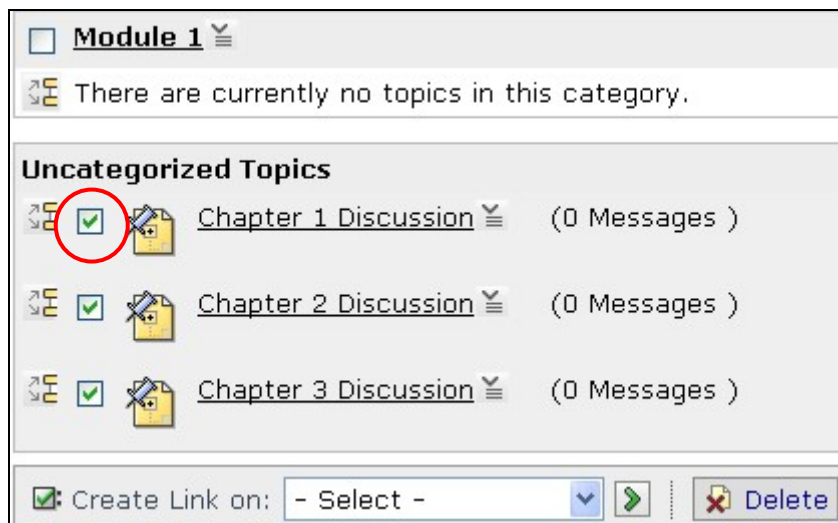 Module 1
There are currently no topics in this category.
Uncategorized Topics
Chapter 1 Discussion (0 Messages )
Chapter 2 Discussion (0 Messages )
Chapter 3 Discussion (0 Messages )
Create Link on: - Select - Delete